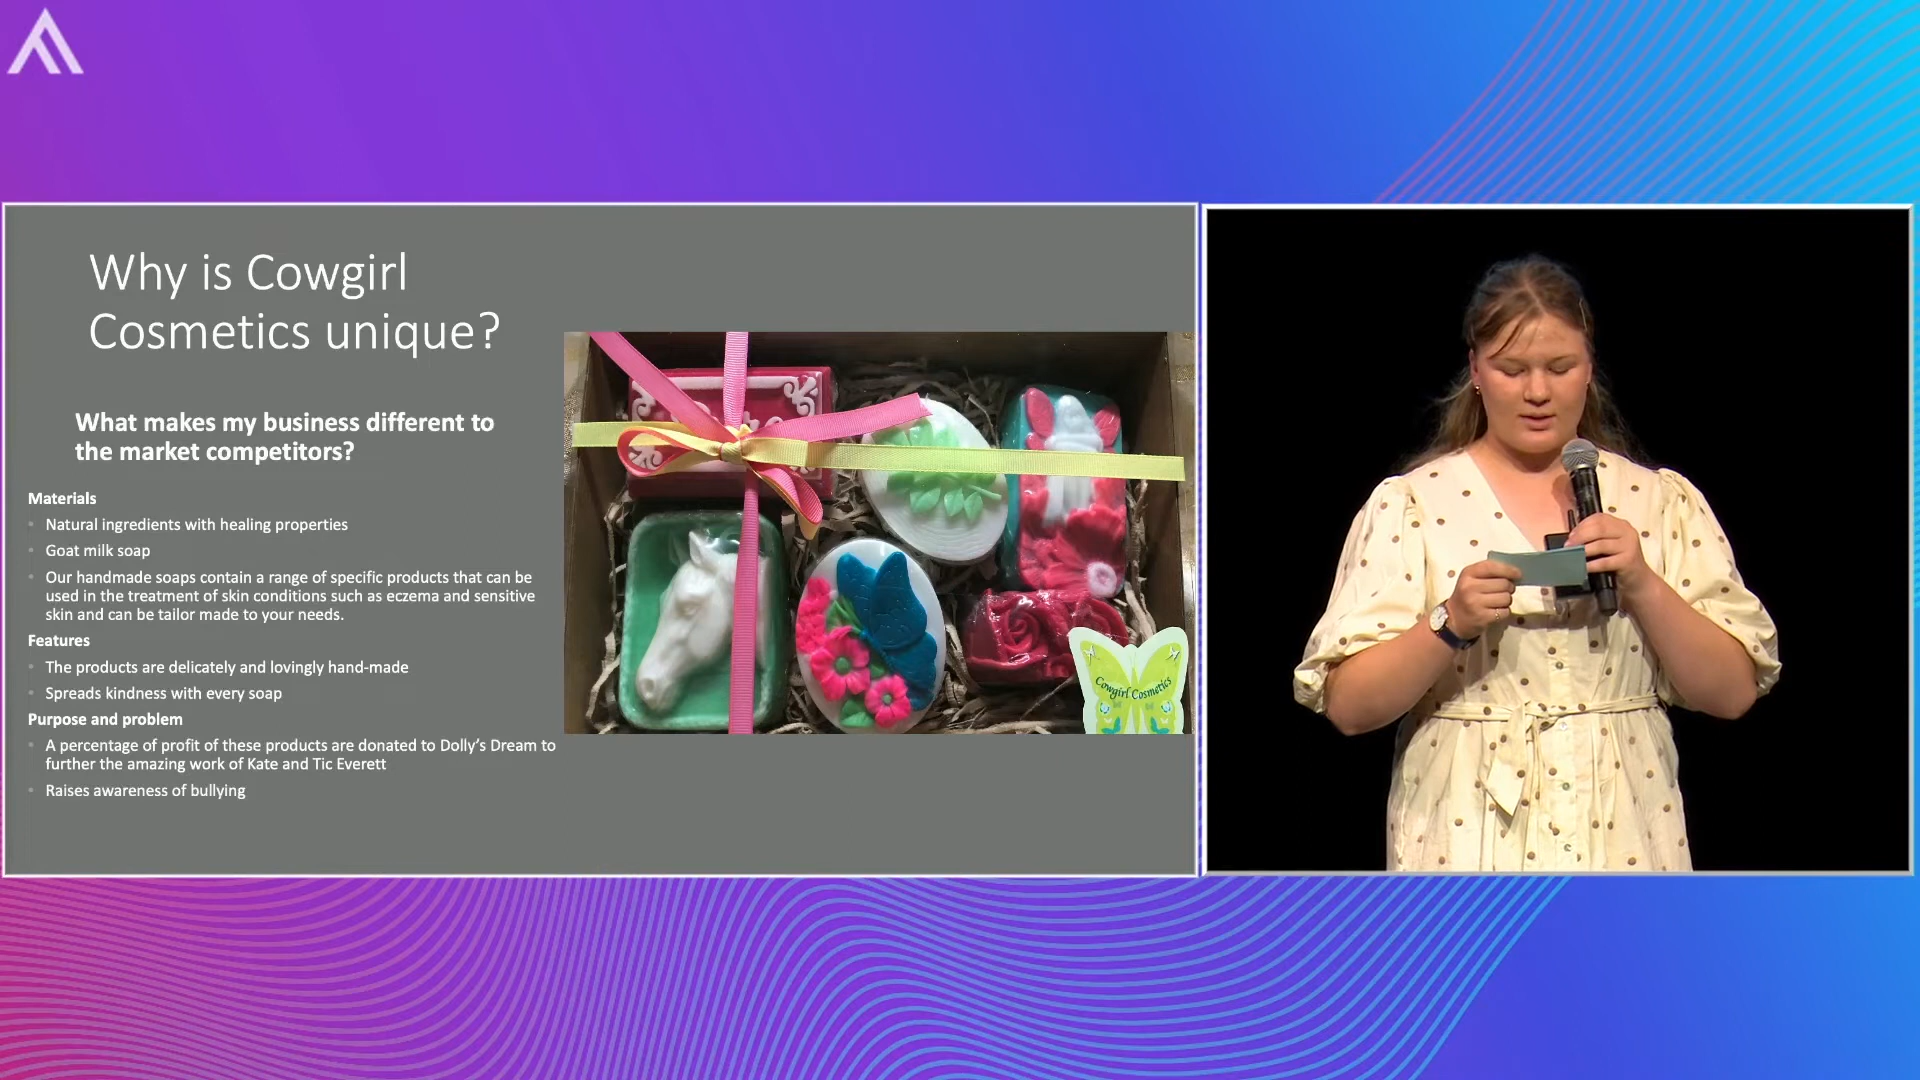 Why is Cowgirl
Cosmetics unique?
What makes my business different to
the market competitors?
Materials
Natural ingredients with healing properties
Goat milk soap
Our handmade soaps contain a range of specific products that can be
used in the treatment of skin conditions such as eczema and sensitive
skin and can be tailor made to your needs.
Features
The products are delicately and lovingly hand-made
Spreads kindness with every soap
Purpose and problem
A percentage of profit of these products are donated to Dolly's Dream to
further the amazing work of Kate and Tic Everett
Raises awareness of bullying
Cowgirl Cosmetics